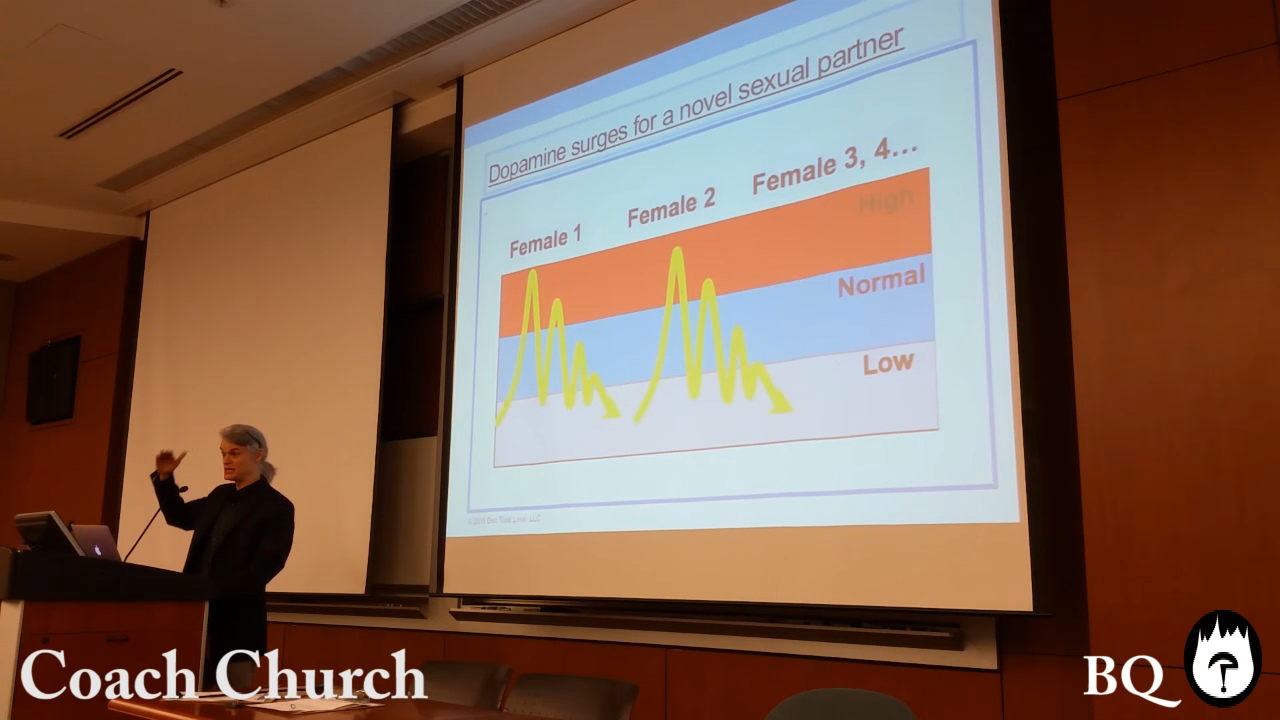 Dopamine surges for a novel sexual partner
Female 1
Female 2
Female 3, 4...
High
Normal
Low
Coach Church
BQ
?